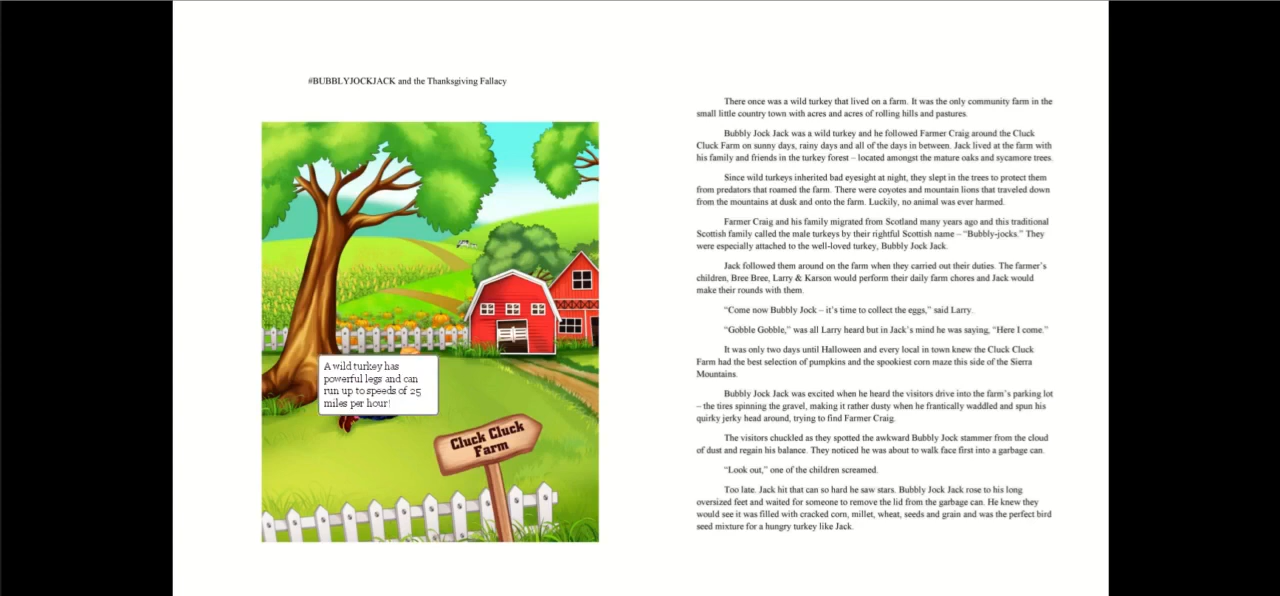 #BUBBLYJOCKJACK and the Thanksgiving Fallacy
A wild turkey has
powerful legs and can
run up to speeds of 25
miles per hour!
Cluck Cluck
Farm
There once was a wild turkey that lived on a farm. It was the only community farm in the
small little country town with acres and acres of rolling hills and pastures.
Bubbly Jock Jack was a wild turkey and he followed Farmer Craig around the Cluck
Cluck Farm on sunny days, rainy days and all of the days in between. Jack lived at the farm with
his family and friends in the turkey forest – located amongst the mature oaks and sycamore trees.
Since wild turkeys inherited bad eyesight at night, they slept in the trees to protect them
from predators that roamed the farm. There were coyotes and mountain lions that traveled down
from the mountains at dusk and onto the farm. Luckily, no animal was ever harmed.
Farmer Craig and his family migrated from Scotland many years ago and this traditional
Scottish family called the male turkeys by their rightful Scottish name – "Bubbly-jocks." They
were especially attached to the well-loved turkey, Bubbly Jock Jack.
Jack followed them around on the farm when they carried out their duties. The farmer's
children, Bree Bree, Larry & Karson would perform their daily farm chores and Jack would
make their rounds with them.
"Come now Bubbly Jock – it's time to collect the eggs," said Larry.
"Gobble Gobble," was all Larry heard but in Jack's mind he was saying, "Here I come."
It was only two days until Halloween and every local in town knew the Cluck Cluck
Farm had the best selection of pumpkins and the spookiest corn maze this side of the Sierra
Mountains.
Bubbly Jock Jack was excited when he heard the visitors drive into the farm's parking lot
– the tires spinning the gravel, making it rather dusty when he frantically waddled and spun his
quirky jerky head around, trying to find Farmer Craig.
The visitors chuckled as they spotted the awkward Bubbly Jock stammer from the cloud
of dust and regain his balance. They noticed he was about to walk face first into a garbage can.
"Look out," one of the children screamed.
Too late. Jack hit that can so hard he saw stars. Bubbly Jock Jack rose to his long
oversized feet and waited for someone to remove the lid from the garbage can. He knew they
would see it was filled with cracked corn, millet, wheat, seeds and grain and was the perfect bird
seed mixture for a hungry turkey like Jack.